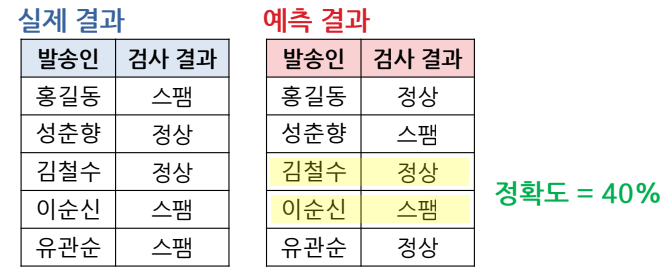 실제 결과
발송인 검사 결과
홍길동 스팸
성춘향 정상
김철수 정상
이순신 스팸
유관순 스팸
예측 결과
발송인 검사 결과
홍길동 정상
성춘향 스팸
김철수 정상
이순신 스팸
유관순 정상
정확도 = 40%